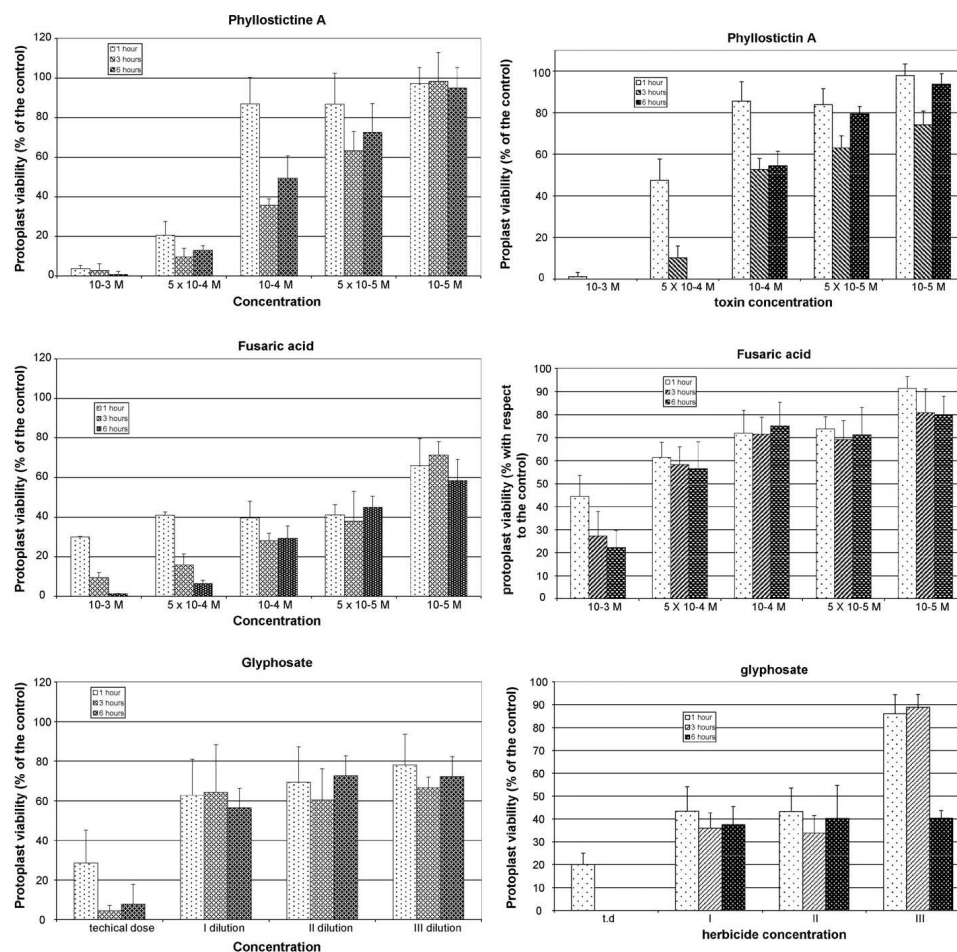 Phyllostictine A
Protoplast viability (% of the control)
120
100
80
60
40
20
0
1 hour
3 hours
6 hours
10-3 M 5 x 10-4 M 10-4 M 5 x 10-5 M 10-5 M
Concentration
Phyllostictin A
Proplast viability (% of the control)
100
80
60
40
20
0
1 hour
3 hours
6 hours
10-3 M 5 X 10-4 M 10-4 M 5 X 10-5 M 10-5 M
toxin concentration
Fusaric acid
Protoplast viability (% of the control)
120
100
80
60
40
20
0
1 hour
3 hours
6 hours
10-3 M 5 x 10-4 M 10-4 M 5 x 10-5 M 10-5 M
Concentration
Fusaric acid
protoplast viability (% with respect
to the control)
100
90
80
70
60
50
40
30
20
10
0
1 hour
3 hours
6 hours
10-3 M 5 X 10-4 M 10-4 M 5 X 10-5 M 10-5 M
Glyphosate
Protoplast viability (% of the control)
120
100
80
60
40
20
0
1 hour
3 hours
6 hours
techical dose I dilution II dilution III dilution
Concentration
glyphosate
Protoplast viability (% of the control)
100
90
80
70
60
50
40
30
20
10
0
1 hour
3 hours
6 hours
t.d I II III
herbicide concentration